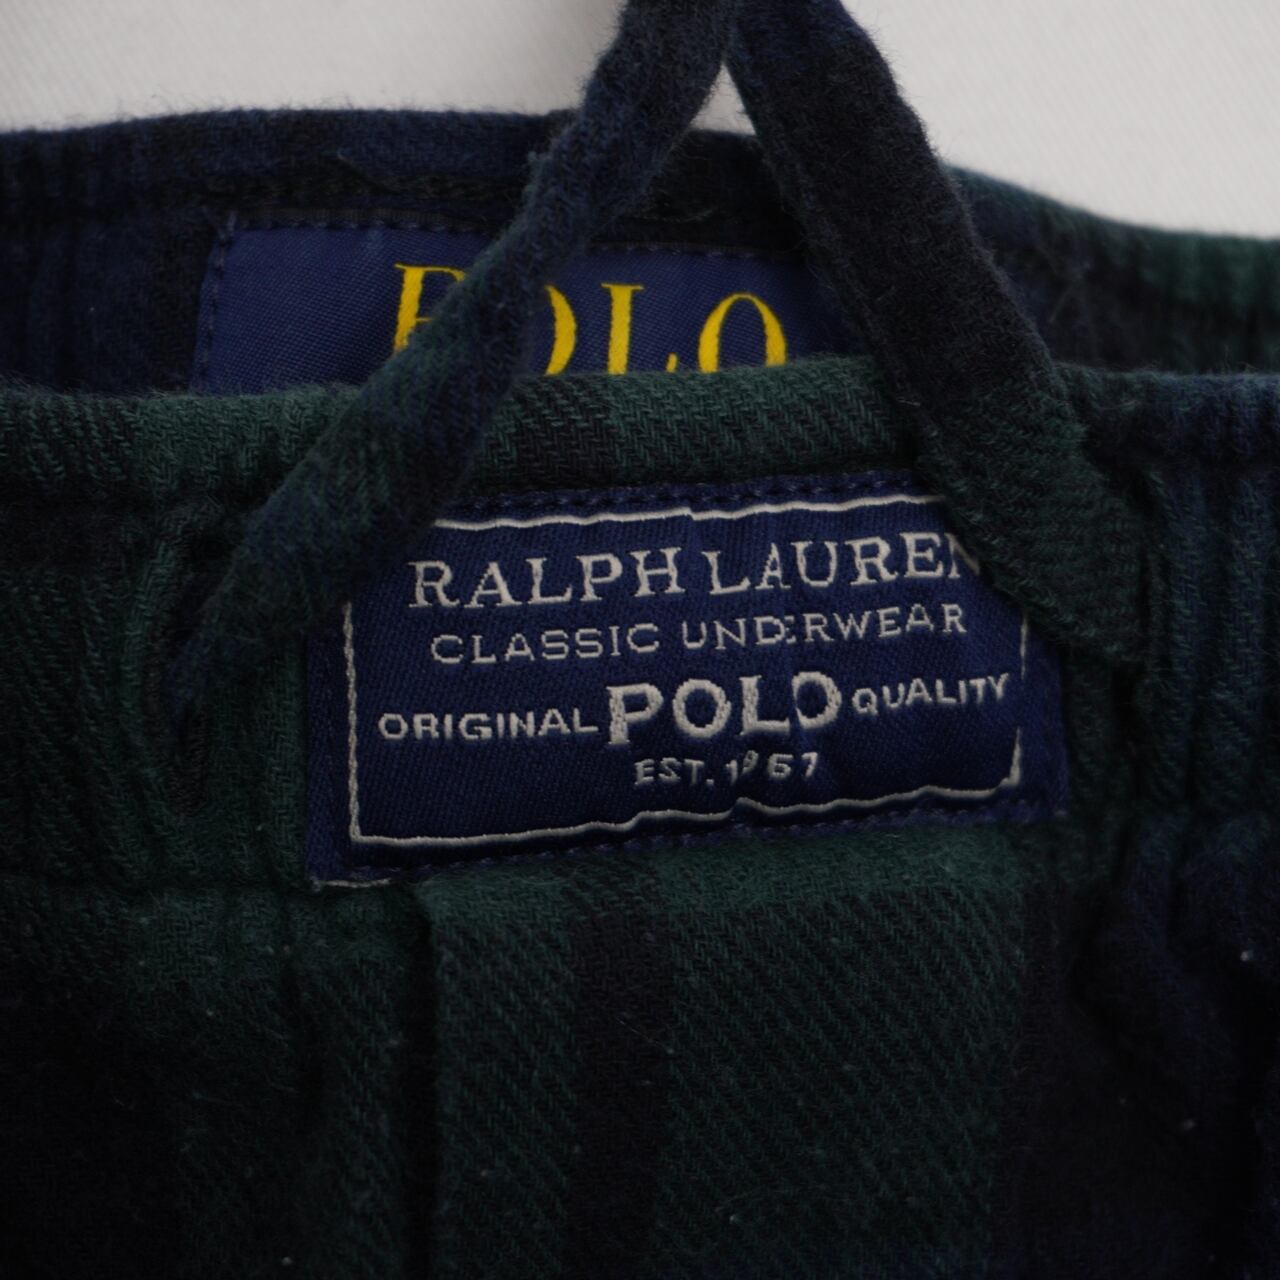 POLO
RALPH LAUREN
CLASSIC UNDERWEAR
ORIGINAL POLO QUALITY
EST. 1967